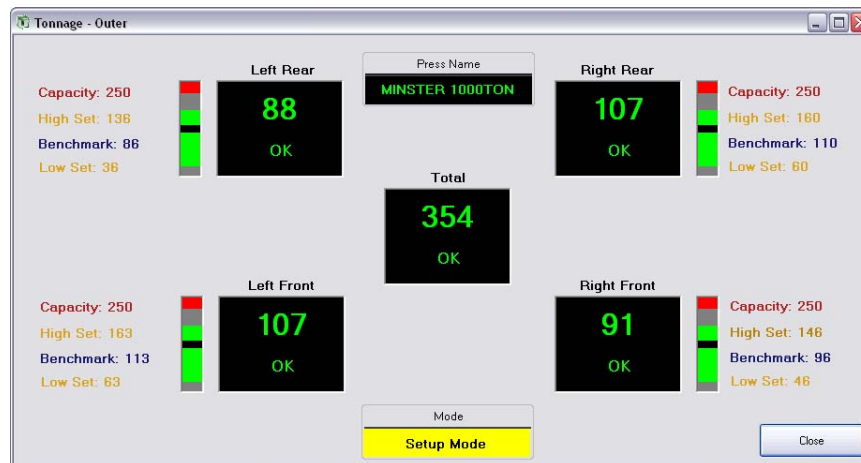 Tonnage - Outer
Left Rear
Press Name
Right Rear
Capacity: 250
High Set: 136
Benchmark: 86
Low Set: 36
88
OK
MINSTER 1000TON
107
OK
Capacity: 250
High Set: 160
Benchmark: 110
Low Set: 60
Total
354
OK
Left Front
Right Front
Capacity: 250
High Set: 163
Benchmark: 113
Low Set: 63
107
OK
91
OK
Capacity: 250
High Set: 146
Benchmark: 96
Low Set: 46
Mode
Setup Mode
Close